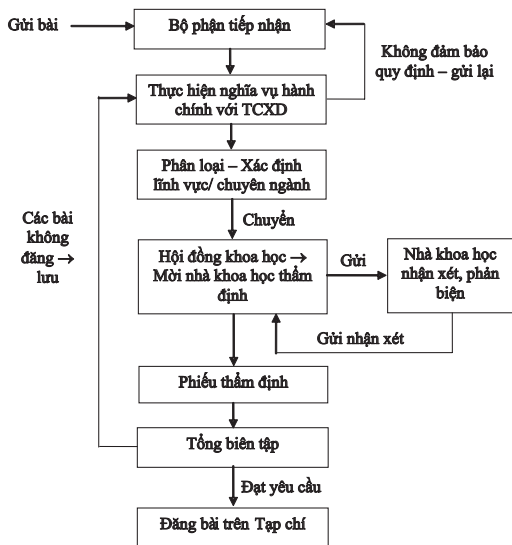 Gửi bài
Bộ phận tiếp nhận
Không đảm bảo
quy định – gửi lại
Thực hiện nghĩa vụ hành
chính với TCXD
Phân loại – Xác định
lĩnh vực/ chuyên ngành
Chuyển
Các bài
không
đăng →
lưu
Hội đồng khoa học →
Mời nhà khoa học thẩm
định
Gửi
Nhà khoa học
nhận xét, phản
biện
Gửi nhận xét
Phiếu thẩm định
Tổng biên tập
Đạt yêu cầu
Đăng bài trên Tạp chí